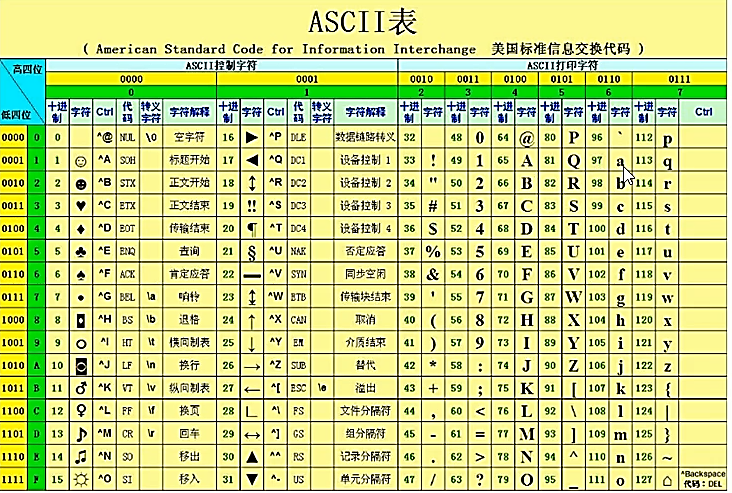 ASCII表
( American Standard Code for Information Interchange 美国标准信息交换代码 )
高四位 ASCII控制字符 ASCII打印字符
0000 0001 0010 0011 0100 0101 0110 0111
0 1 2 3 4 5 6 7
低四位 十进制 字符 Ctrl 代码 转义字符 字符解释 十进制 字符 Ctrl 代码 转义字符 字符解释 十进制 字符 十进制 字符 十进制 字符 十进制 字符 十进制 字符 十进制 字符 Ctrl
0000 0 0 ^@ NUL \0 空字符 16 ► ^P DLE 数据链路转义 32 48 0 64 @ 80 P 96 ` 112 p
0001 1 1 ☺ ^A SOH 标题开始 17 ◄ ^Q DC1 设备控制 1 33 ! 49 1 65 A 81 Q 97 a 113 q
0010 2 2 ☻ ^B STX 正文开始 18 ↕ ^R DC2 设备控制 2 34 " 50 2 66 B 82 R 98 b 114 r
0011 3 3 ♥ ^C ETX 正文结束 19 ‼ ^S DC3 设备控制 3 35 # 51 3 67 C 83 S 99 c 115 s
0100 4 4 ♦ ^D EOT 传输结束 20 ¶ ^T DC4 设备控制 4 36 $ 52 4 68 D 84 T 100 d 116 t
0101 5 5 ♣ ^E ENQ 查询 21 § ^U NAK 否定应答 37 % 53 5 69 E 85 U 101 e 117 u
0110 6 6 ♠ ^F ACK 肯定应答 22 ▬ ^V SYN 同步空闲 38 & 54 6 70 F 86 V 102 f 118 v
0111 7 7 • ^G BEL \a 响铃 23 ↨ ^W BTB 传输块结束 39 ' 55 7 71 G 87 W 103 g 119 w
1000 8 8 ◘ ^H BS \b 退格 24 ↑ ^X CAN 取消 40 ( 56 8 72 H 88 X 104 h 120 x
1001 9 9 ○ ^I HT \t 横向制表 25 ↓ ^Y EM 介质结束 41 ) 57 9 73 I 89 Y 105 i 121 y
1010 A 10 ◙ ^J LF \n 换行 26 → ^Z SUB 替代 42 * 58 : 74 J 90 Z 106 j 122 z
1011 B 11 ♂ ^K VT \v 纵向制表 27 ← ^[ ESC \e 溢出 43 + 59 ; 75 K 91 [ 107 k 123 {
1100 C 12 ♀ ^L FF \f 换页 28 ∟ ^\ FS 文件分隔符 44 , 60 < 76 L 92 \ 108 l 124 |
1101 D 13 ♪ ^M CR \r 回车 29 ↔ ^] GS 组分隔符 45 - 61 = 77 M 93 ] 109 m 125 }
1110 E 14 ♫ ^N SO 移出 30 ▲ ^^ RS 记录分隔符 46 . 62 > 78 N 94 ^ 110 n 126 ~
1111 F 15 ☼ ^O SI 移入 31 ▼ ^- US 单元分隔符 47 / 63 ? 79 O 95 _ 111 o 127 ⌂ ^Backspace 代码：DEL